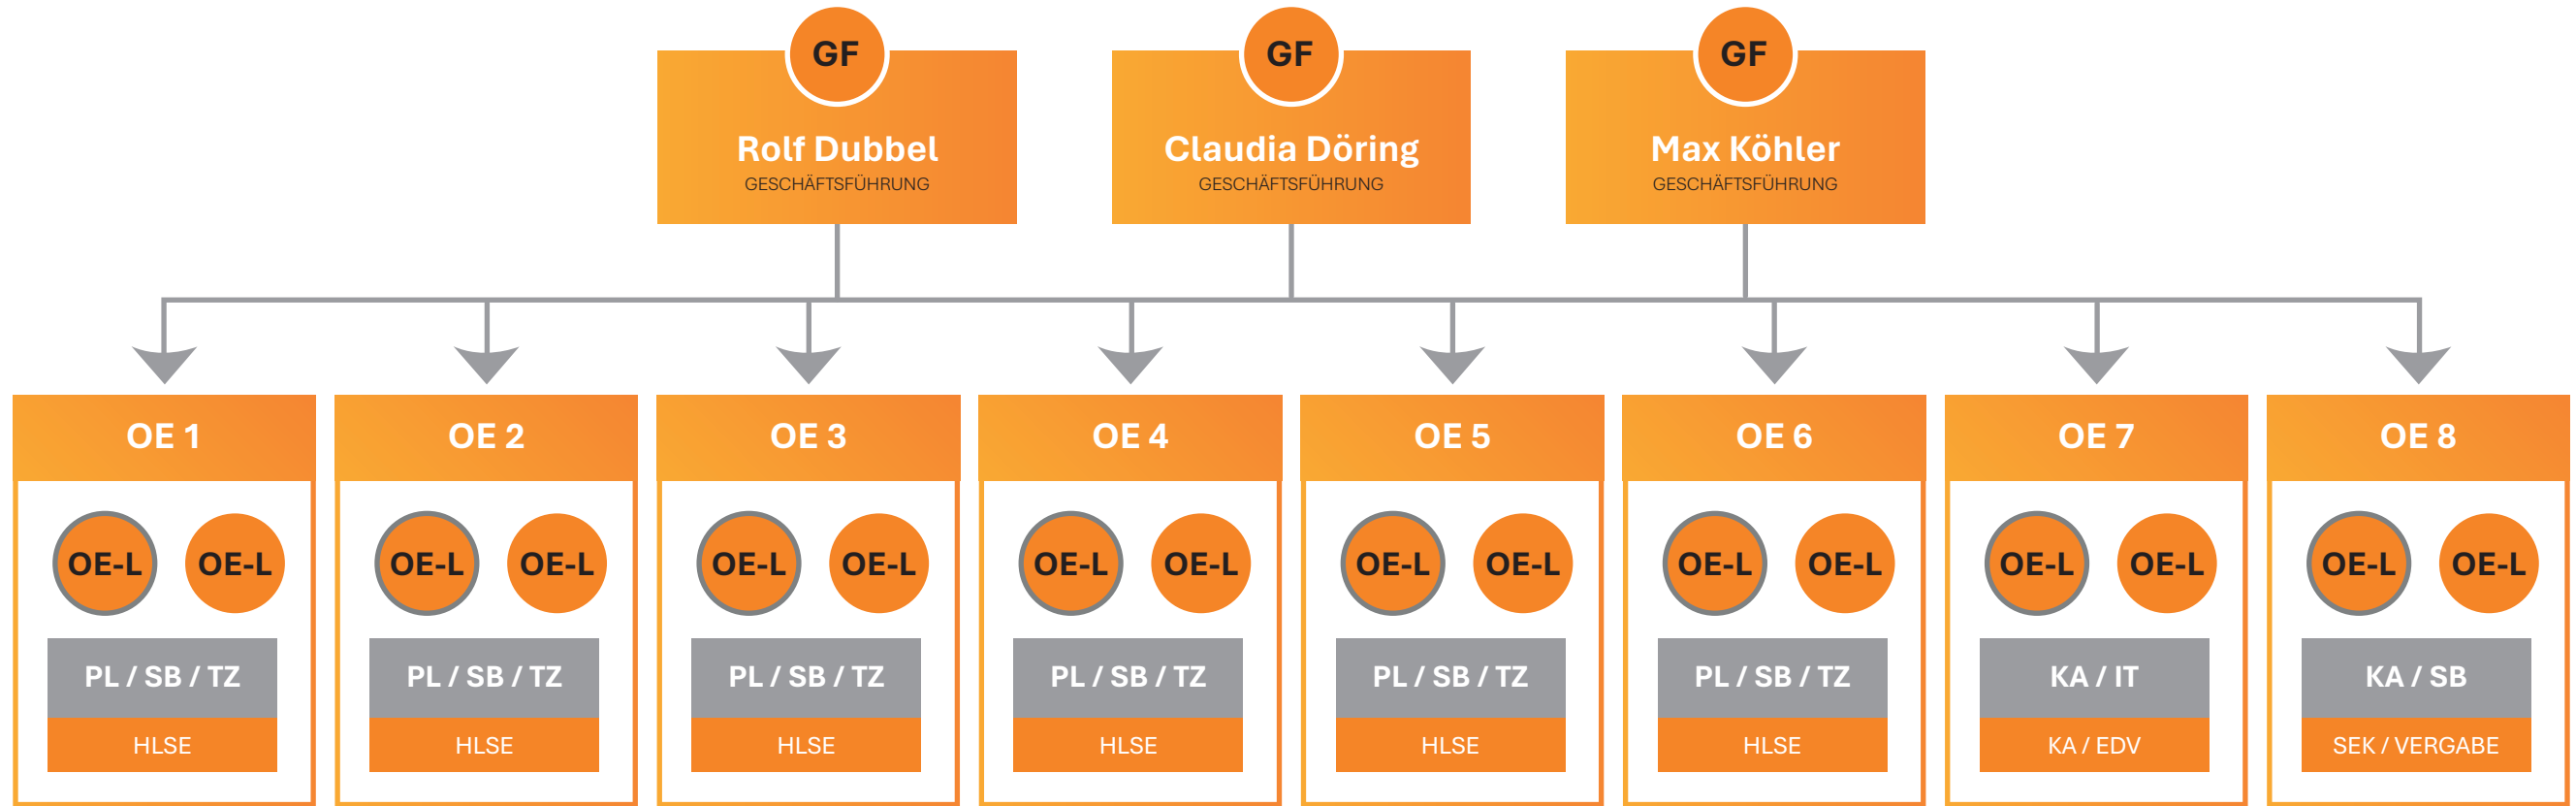 GF GF GF
Rolf Dubbel Claudia Döring Max Köhler
GESCHÄFTSFÜHRUNG GESCHÄFTSFÜHRUNG GESCHÄFTSFÜHRUNG
OE 1 OE 2 OE 3 OE 4 OE 5 OE 6 OE 7 OE 8
OE-L OE-L OE-L OE-L OE-L OE-L OE-L OE-L OE-L OE-L OE-L OE-L OE-L OE-L OE-L OE-L
PL / SB / TZ PL / SB / TZ PL / SB / TZ PL / SB / TZ PL / SB / TZ PL / SB / TZ KA / IT KA / SB
HLSE HLSE HLSE HLSE HLSE HLSE KA / EDV SEK / VERGABE